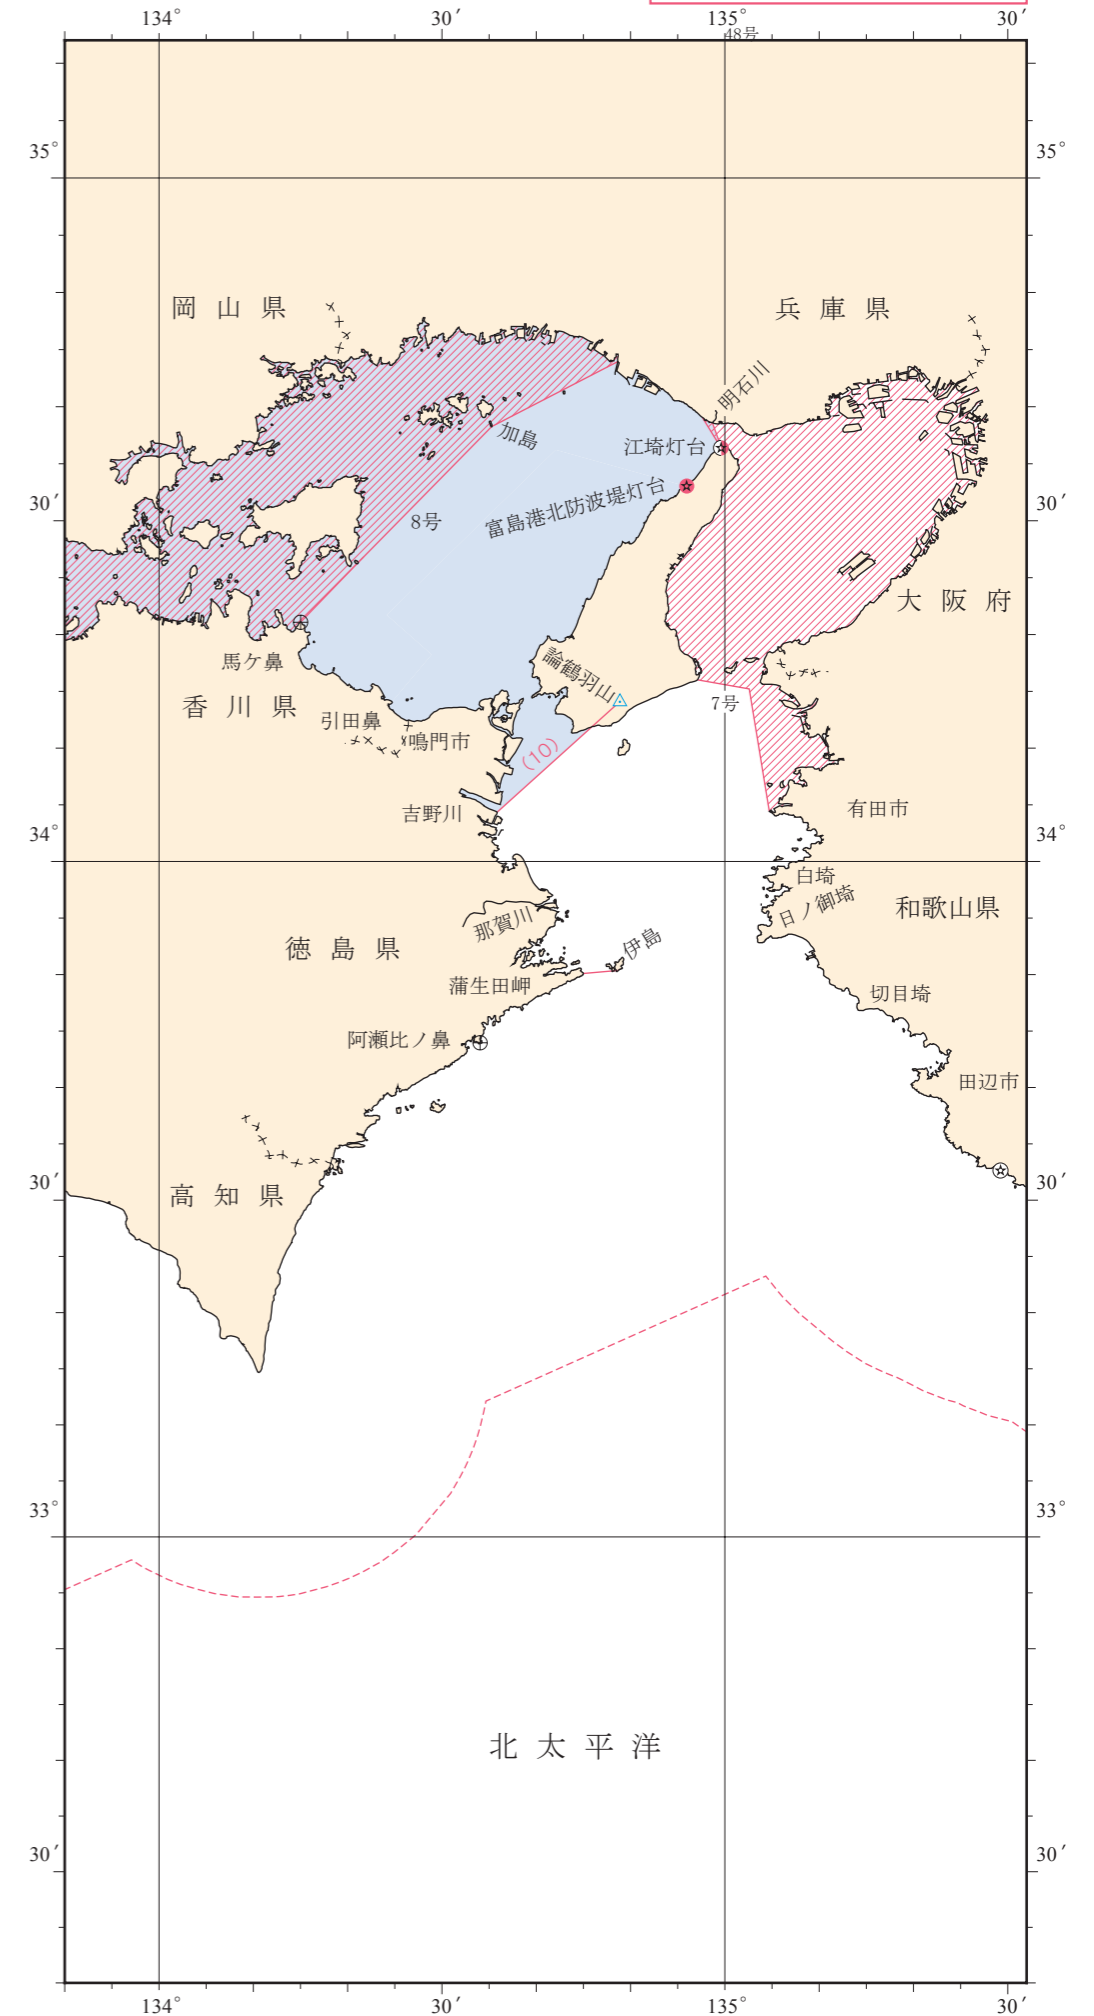 134° 30′ 135° 30′
48号
35° 35°
岡山県 兵庫県
明石川
加島 江埼灯台
富島港北防波堤灯台
30′ 30′
8号
大阪府
馬ケ鼻 論鶴羽山
香川県 7号
引田鼻
鳴門市 (10)
吉野川 有田市
34° 34°
白埼
日ノ御埼 和歌山県
那賀川
徳島県 伊島
蒲生田岬 切目埼
阿瀬比ノ鼻
田辺市
30′ 30′
高知県
33° 33°
北太平洋
30′ 30′
134° 30′ 135° 30′